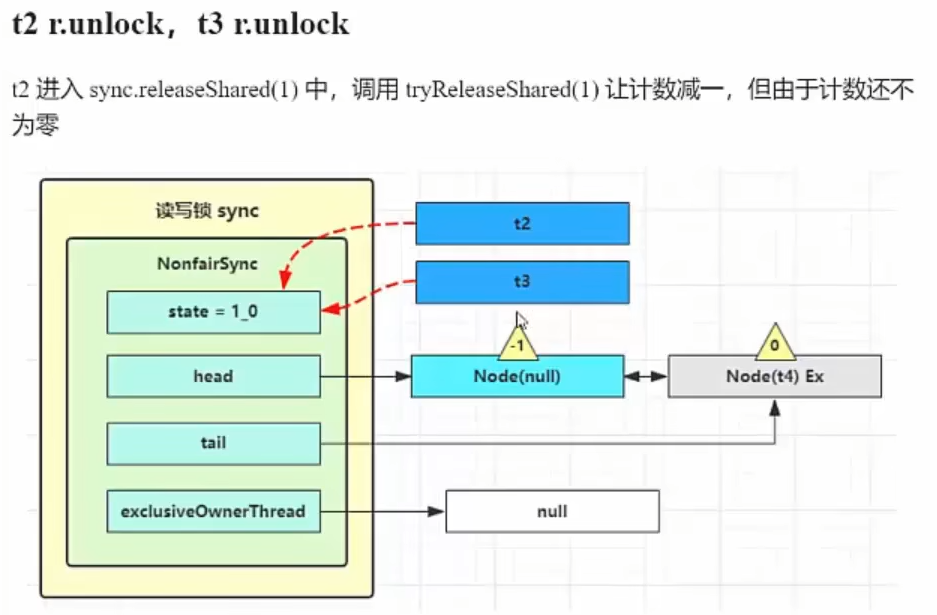 t2 r.unlock，t3 r.unlock
t2 进入 sync.releaseShared(1) 中，调用 tryReleaseShared(1) 让计数减一，但由于计数还不
为零
读写锁 sync
NonfairSync
state = 1_0
head
tail
exclusiveOwnerThread
t2
t3
-1
Node(null)
0
Node(t4) Ex
null